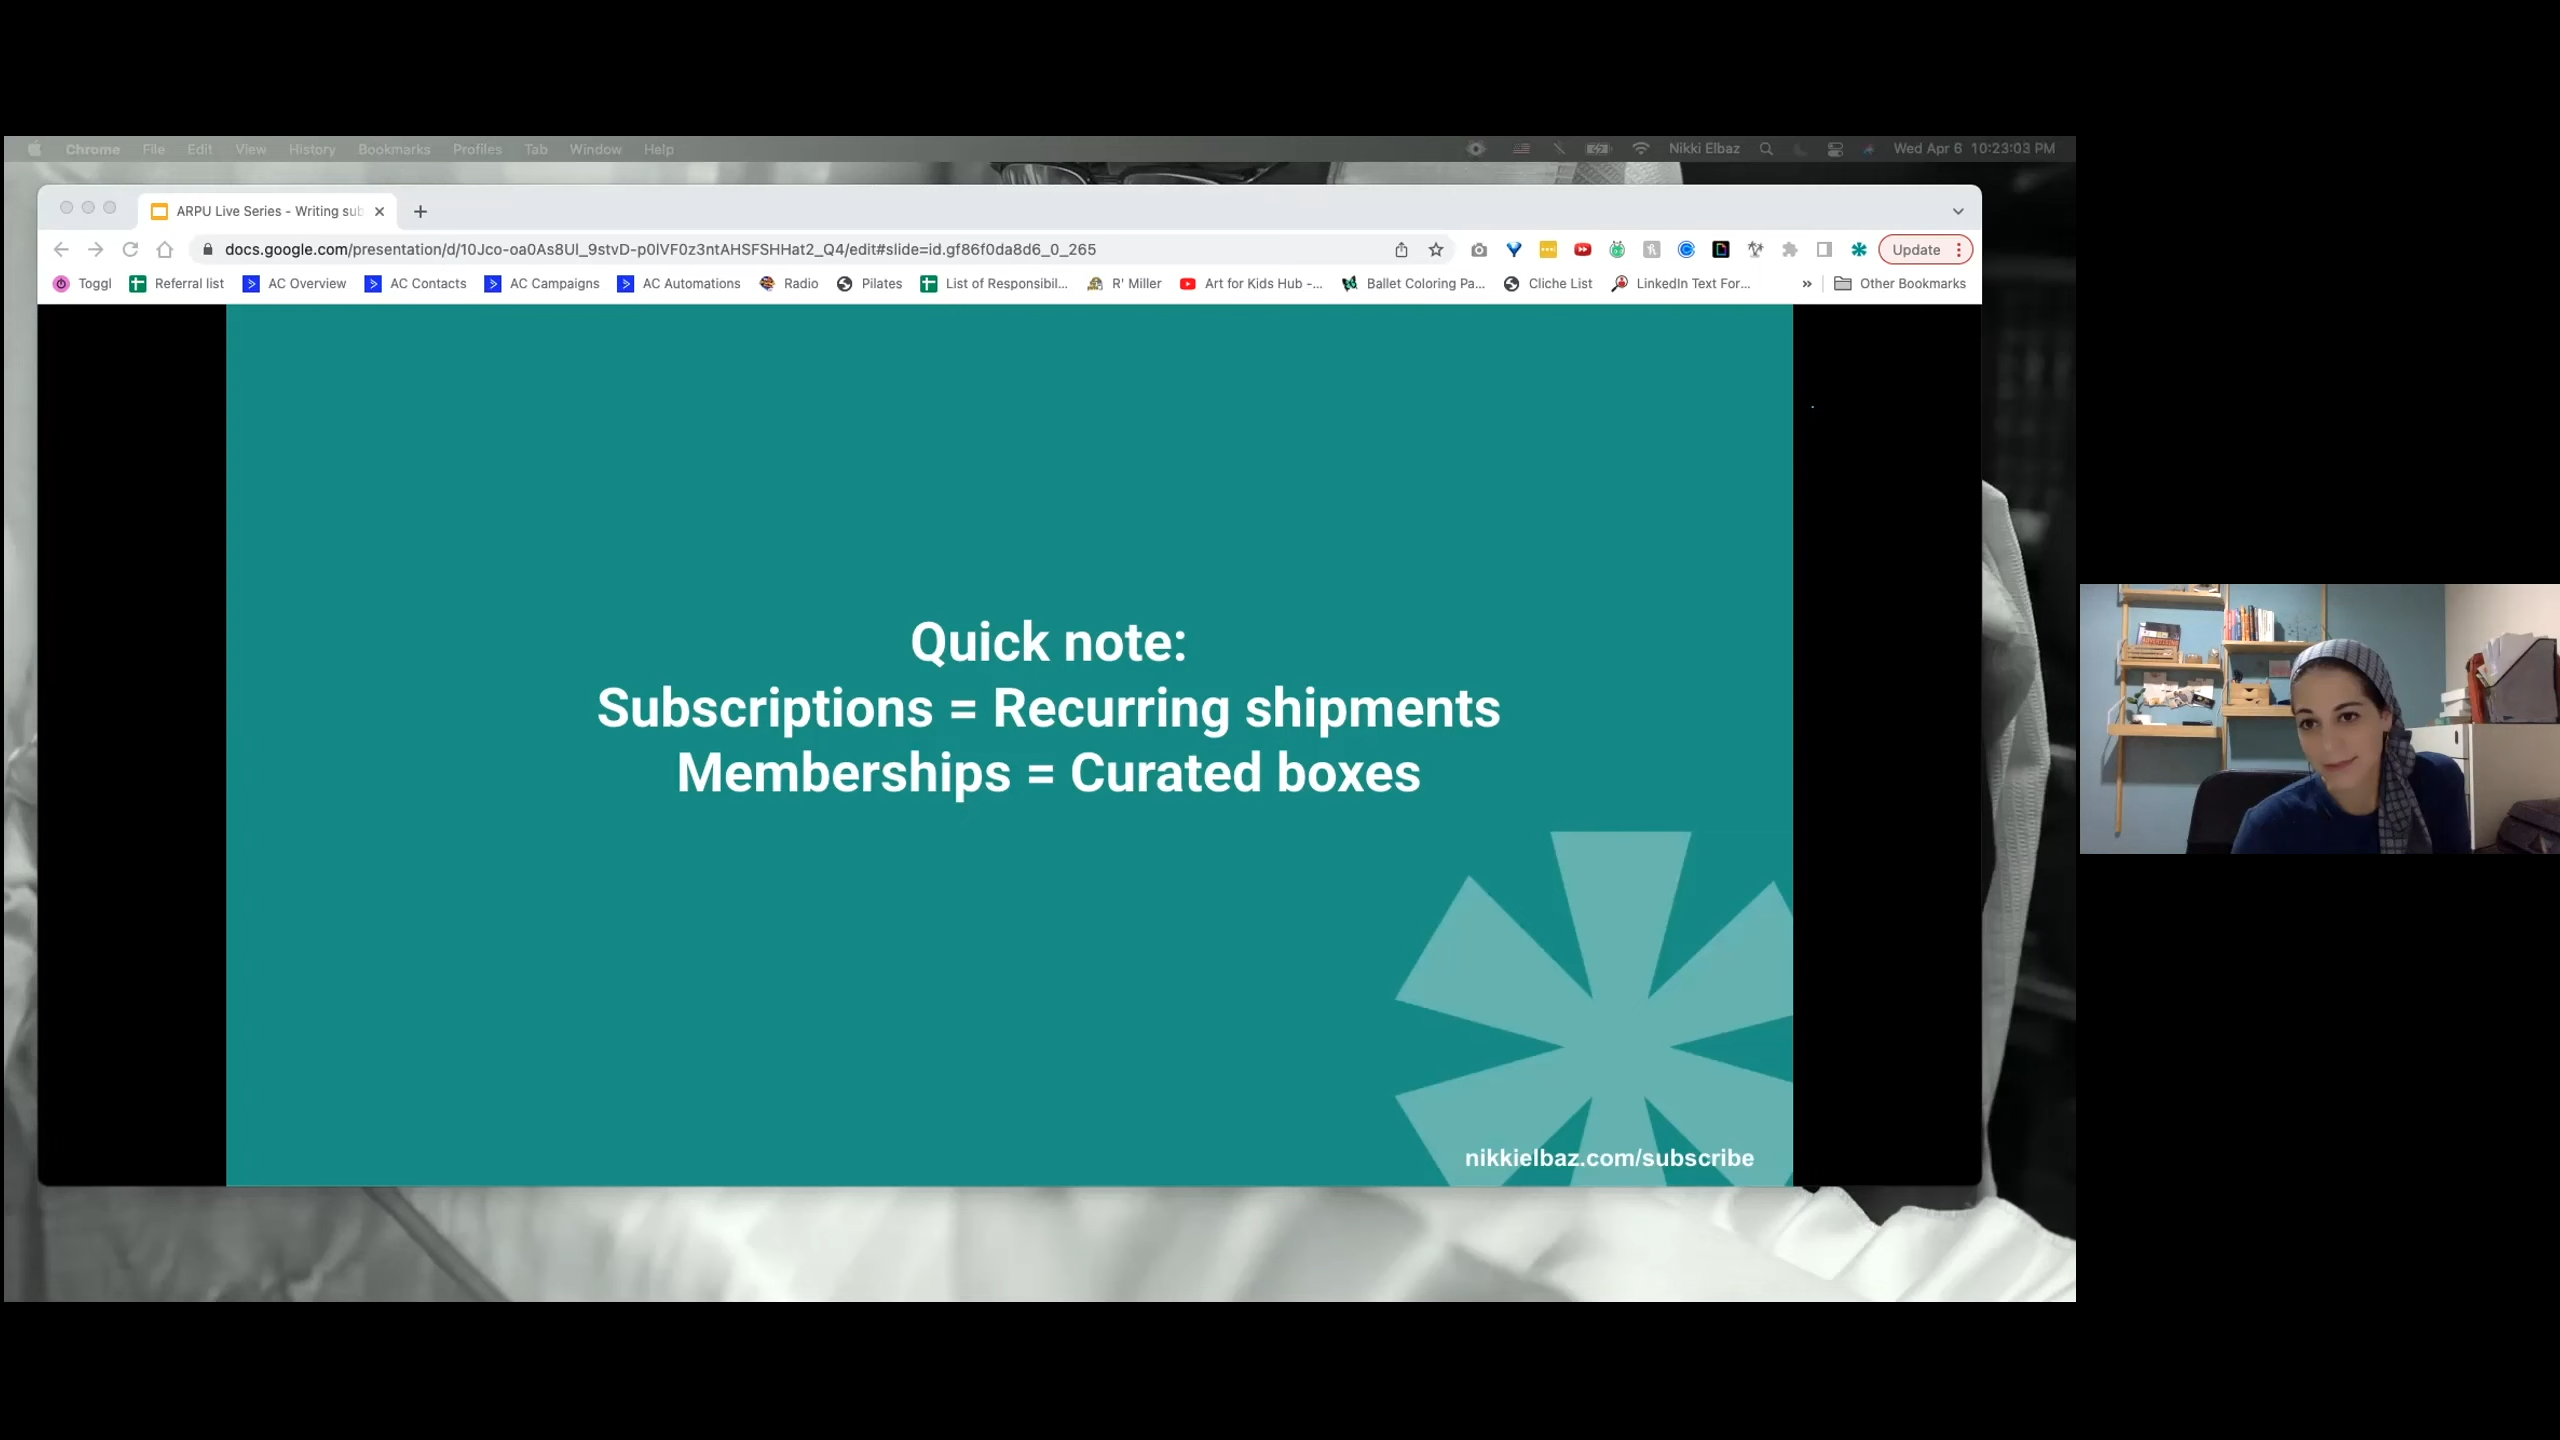 Chrome File Edit View History Bookmarks Profiles Tab Window Help Nikki Elbaz Wed Apr 6 10:23:03 PM
ARPU Live Series - Writing sub
docs.google.com/presentation/d/10Jco-oa0As8Ul_9stvD-p0lVF0z3ntAHSFSHHat2_Q4/edit#slide=id.gf86f0da8d6_0_265 Update
Toggl Referral list AC Overview AC Contacts AC Campaigns AC Automations Radio Pilates List of Responsibil... R' Miller Art for Kids Hub -... Ballet Coloring Pa... Cliche List LinkedIn Text For... » Other Bookmarks
Quick note:
Subscriptions = Recurring shipments
Memberships = Curated boxes
nikkielbaz.com/subscribe